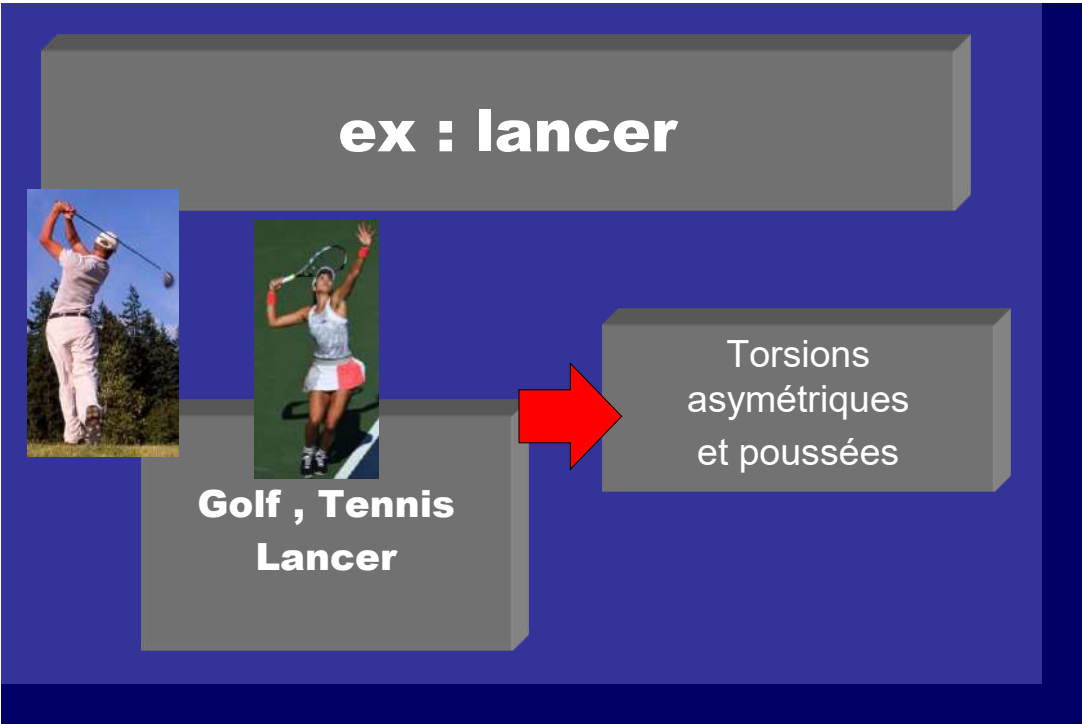 ex : lancer
Torsions
asymétriques
et poussées
Golf , Tennis
Lancer